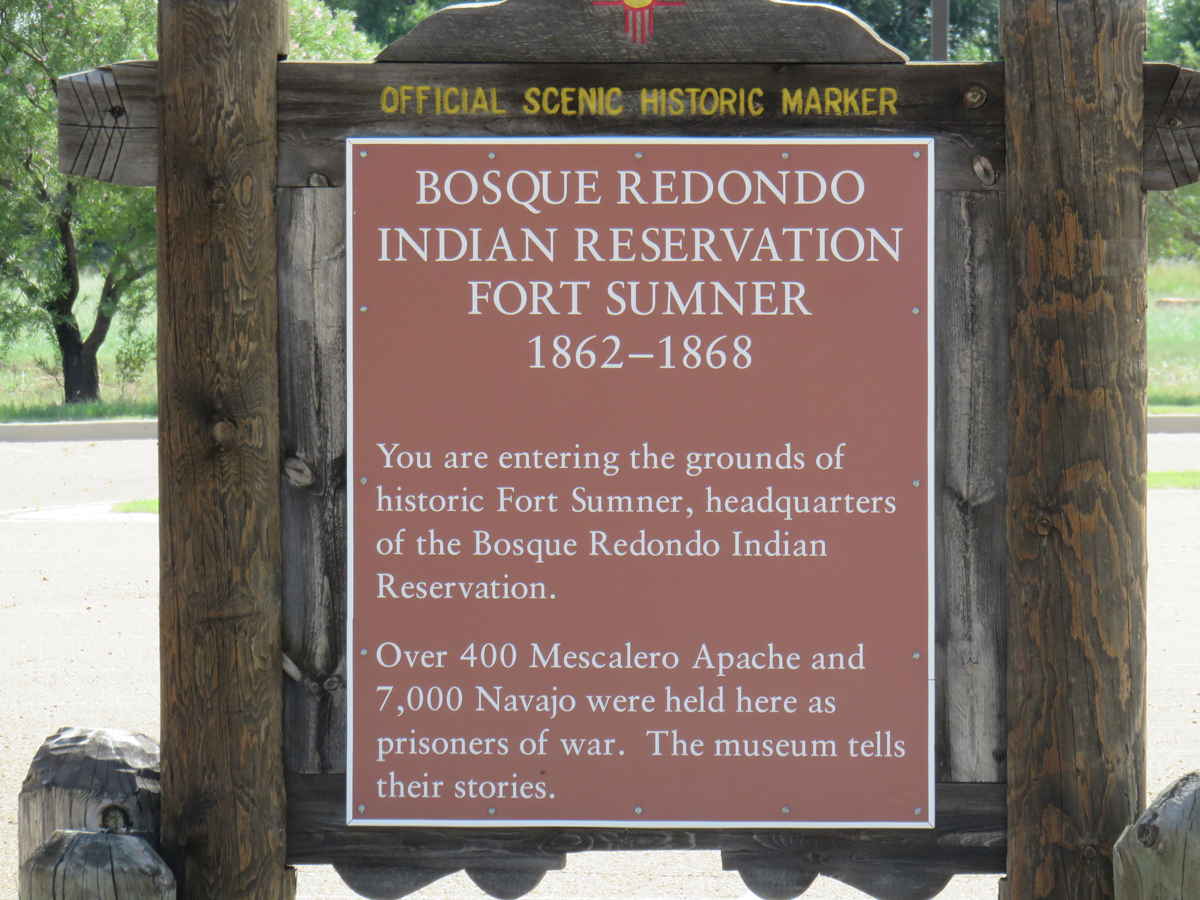 OFFICIAL SCENIC HISTORIC MARKER
BOSQUE REDONDO
INDIAN RESERVATION
FORT SUMNER
1862–1868
You are entering the grounds of
historic Fort Sumner, headquarters
of the Bosque Redondo Indian
Reservation.
Over 400 Mescalero Apache and
7,000 Navajo were held here as
prisoners of war. The museum tells
their stories.